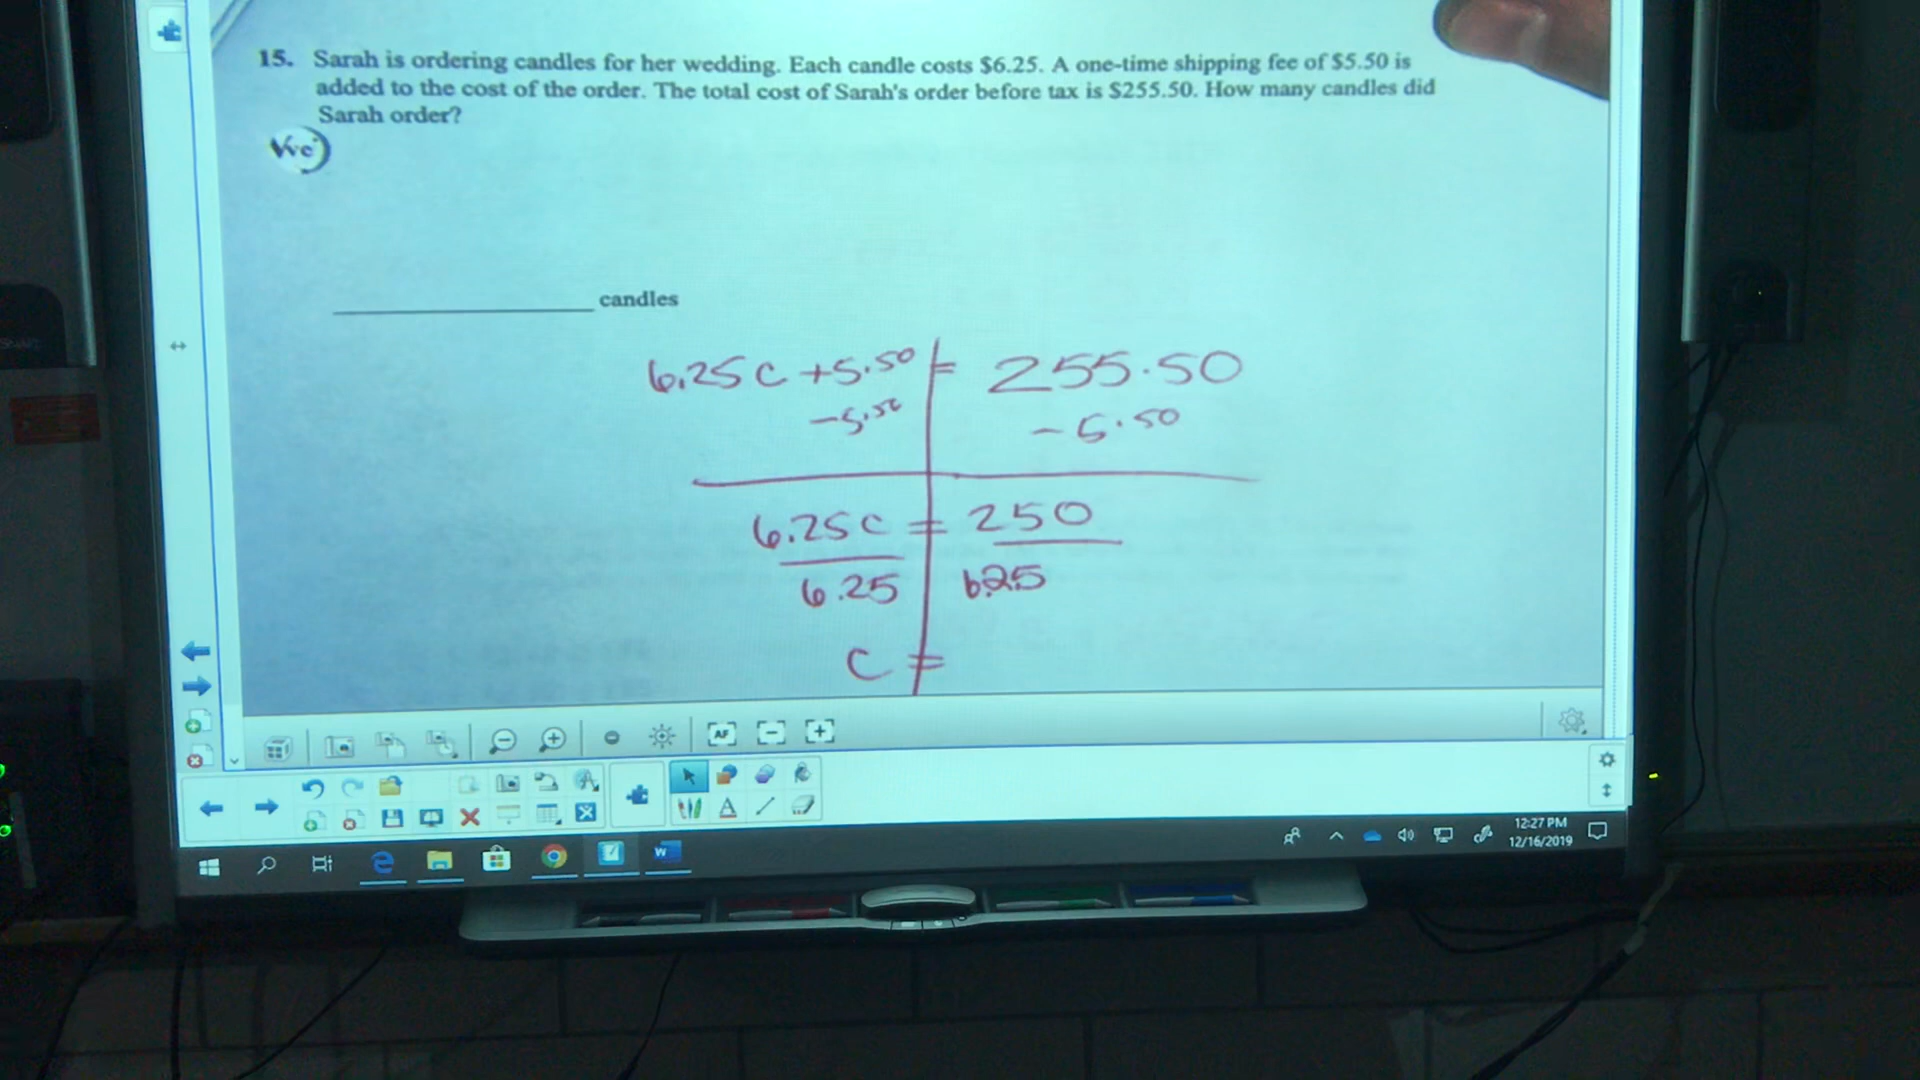 15. Sarah is ordering candles for her wedding. Each candle costs $6.25. A one-time shipping fee of $5.50 is
added to the cost of the order. The total cost of Sarah's order before tax is $255.50. How many candles did
Sarah order?
candles
6.25c + 5.50 = 255.50
-5.50 -5.50
6.25c = 250
6.25 6.25
c =
AF
A
12:27 PM
12/16/2019